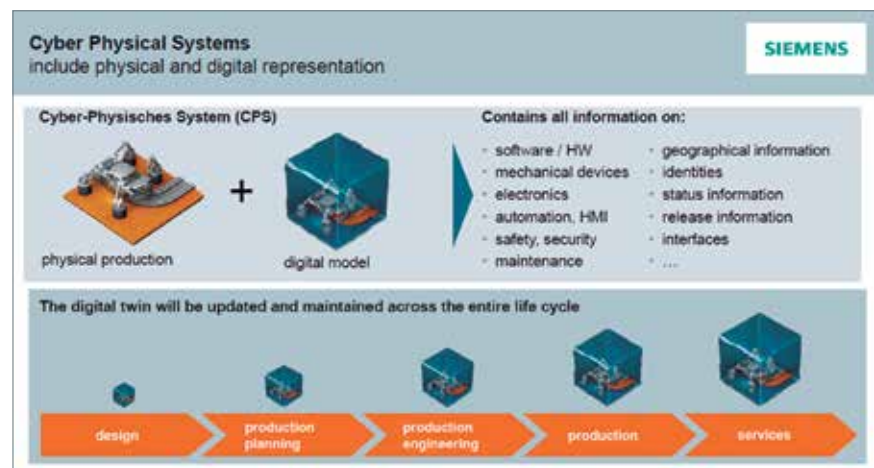 Cyber Physical Systems
include physical and digital representation
SIEMENS
Cyber-Physisches System (CPS)
+
physical production
digital model
Contains all information on:
· software / HW
· mechanical devices
· electronics
· automation, HMI
· safety, security
· maintenance
· geographical information
· identities
· status information
· release information
· interfaces
· ...
The digital twin will be updated and maintained across the entire life cycle
design
production
planning
production
engineering
production
services